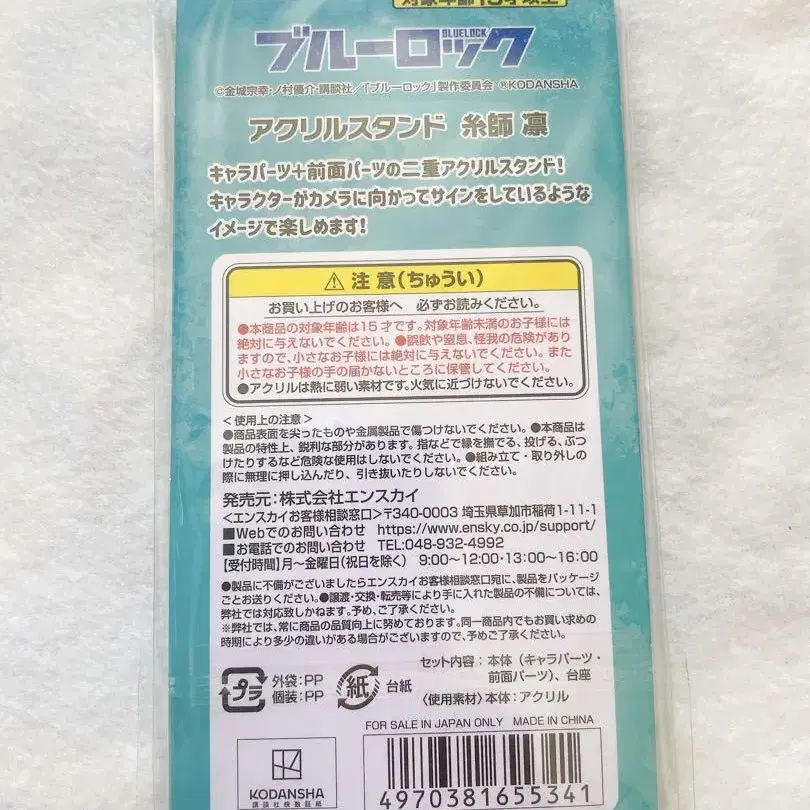 対象年齢15才以上
ブルーロック
BLUELOCK
©金城宗幸・ノ村優介・講談社／「ブルーロック」製作委員会 ®KODANSHA
アクリルスタンド 糸師 凛
キャラパーツ+前面パーツの二重アクリルスタンド!
キャラクターがカメラに向かってサインをしているような
イメージで楽しめます!
⚠ 注意(ちゅうい)
お買い上げのお客様へ 必ずお読みください。
●本商品の対象年齢は15才です。対象年齢未満のお子様には
絶対に与えないでください。●誤飲や窒息、怪我の危険があり
ますので、小さなお子様には絶対に与えないでください。また
小さなお子様の手の届かないところに保管してください。
●アクリルは熱に弱い素材です。火気に近づけないでください。
<使用上の注意>
●商品表面を尖ったものや金属製品で傷つけないでください。●本商品は
製品の特性上、鋭利な部分があります。指などで縁を撫でる、投げる、ぶつ
けたりするなど危険な使用はしないでください。●組み立て・取り外しの
際に無理に押し込んだり、引き抜いたりしないでください。
発売元:株式会社エンスカイ
<エンスカイお客様相談窓口>〒340-0003 埼玉県草加市稲荷1-11-1
■Webでのお問い合わせ https://www.ensky.co.jp/support/
■お電話でのお問い合わせ TEL:048-932-4992
【受付時間】月〜金曜日(祝日を除く) 9:00〜12:00・13:00〜16:00
●製品に不備がございましたらエンスカイお客様相談窓口宛に、製品をパッケージ
ごとお送りください。●譲渡・交換・転売等により手に入れた製品の不備については、
弊社では対応致しかねます。予め、ご了承ください。
※弊社では、常に商品の品質向上に努めております。同一商品内でもお買い求めの
時期により多少の違いがある場合がございますので、予めご了承ください。
プラ 外袋:PP
個装:PP
紙 台紙
セット内容:本体(キャラパーツ・
前面パーツ)、台座
〈使用素材〉本体:アクリル
FOR SALE IN JAPAN ONLY MADE IN CHINA
KODANSHA
講談社検数証紙
4970381655341